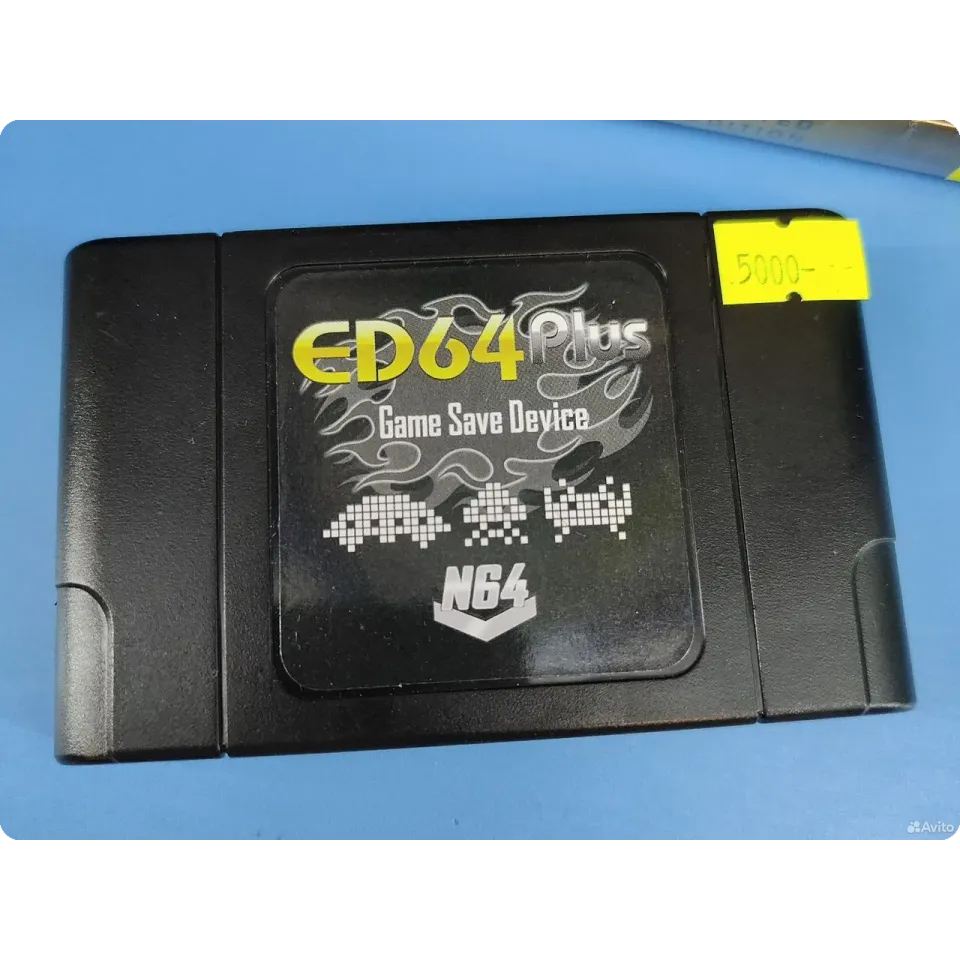 5000-
ED64 Plus
Game Save Device
N64
Avito